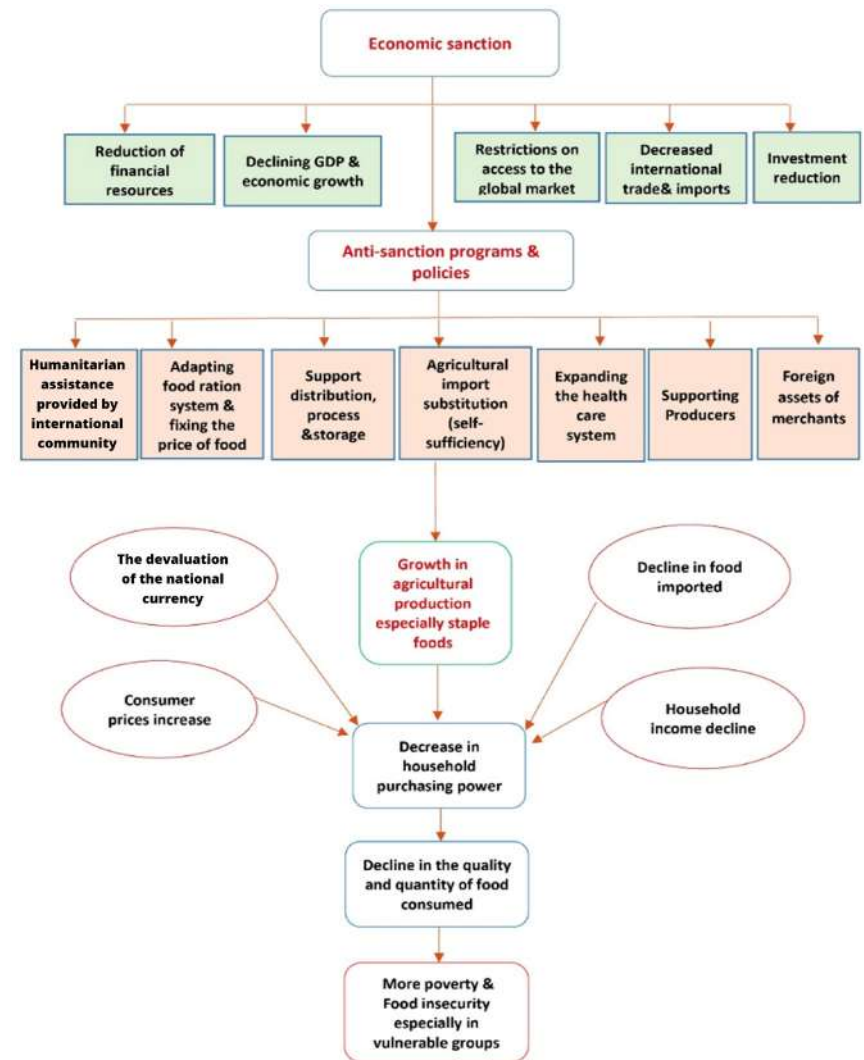 Economic sanction
Reduction of
financial
resources
Declining GDP &
economic growth
Restrictions on
access to the
global market
Decreased
international
trade& imports
Investment
reduction
Anti-sanction programs &
policies
Humanitarian
assistance
provided by
international
community
Adapting
food ration
system &
fixing the
price of food
Support
distribution,
process
&storage
Agricultural
import
substitution
(self-
sufficiency)
Expanding
the health
care
system
Supporting
Producers
Foreign
assets of
merchants
The devaluation
of the national
currency
Growth in
agricultural
production
especially staple
foods
Decline in food
imported
Consumer
prices increase
Household
income decline
Decrease in
household
purchasing power
Decline in the quality
and quantity of food
consumed
More poverty &
Food insecurity
especially in
vulnerable groups